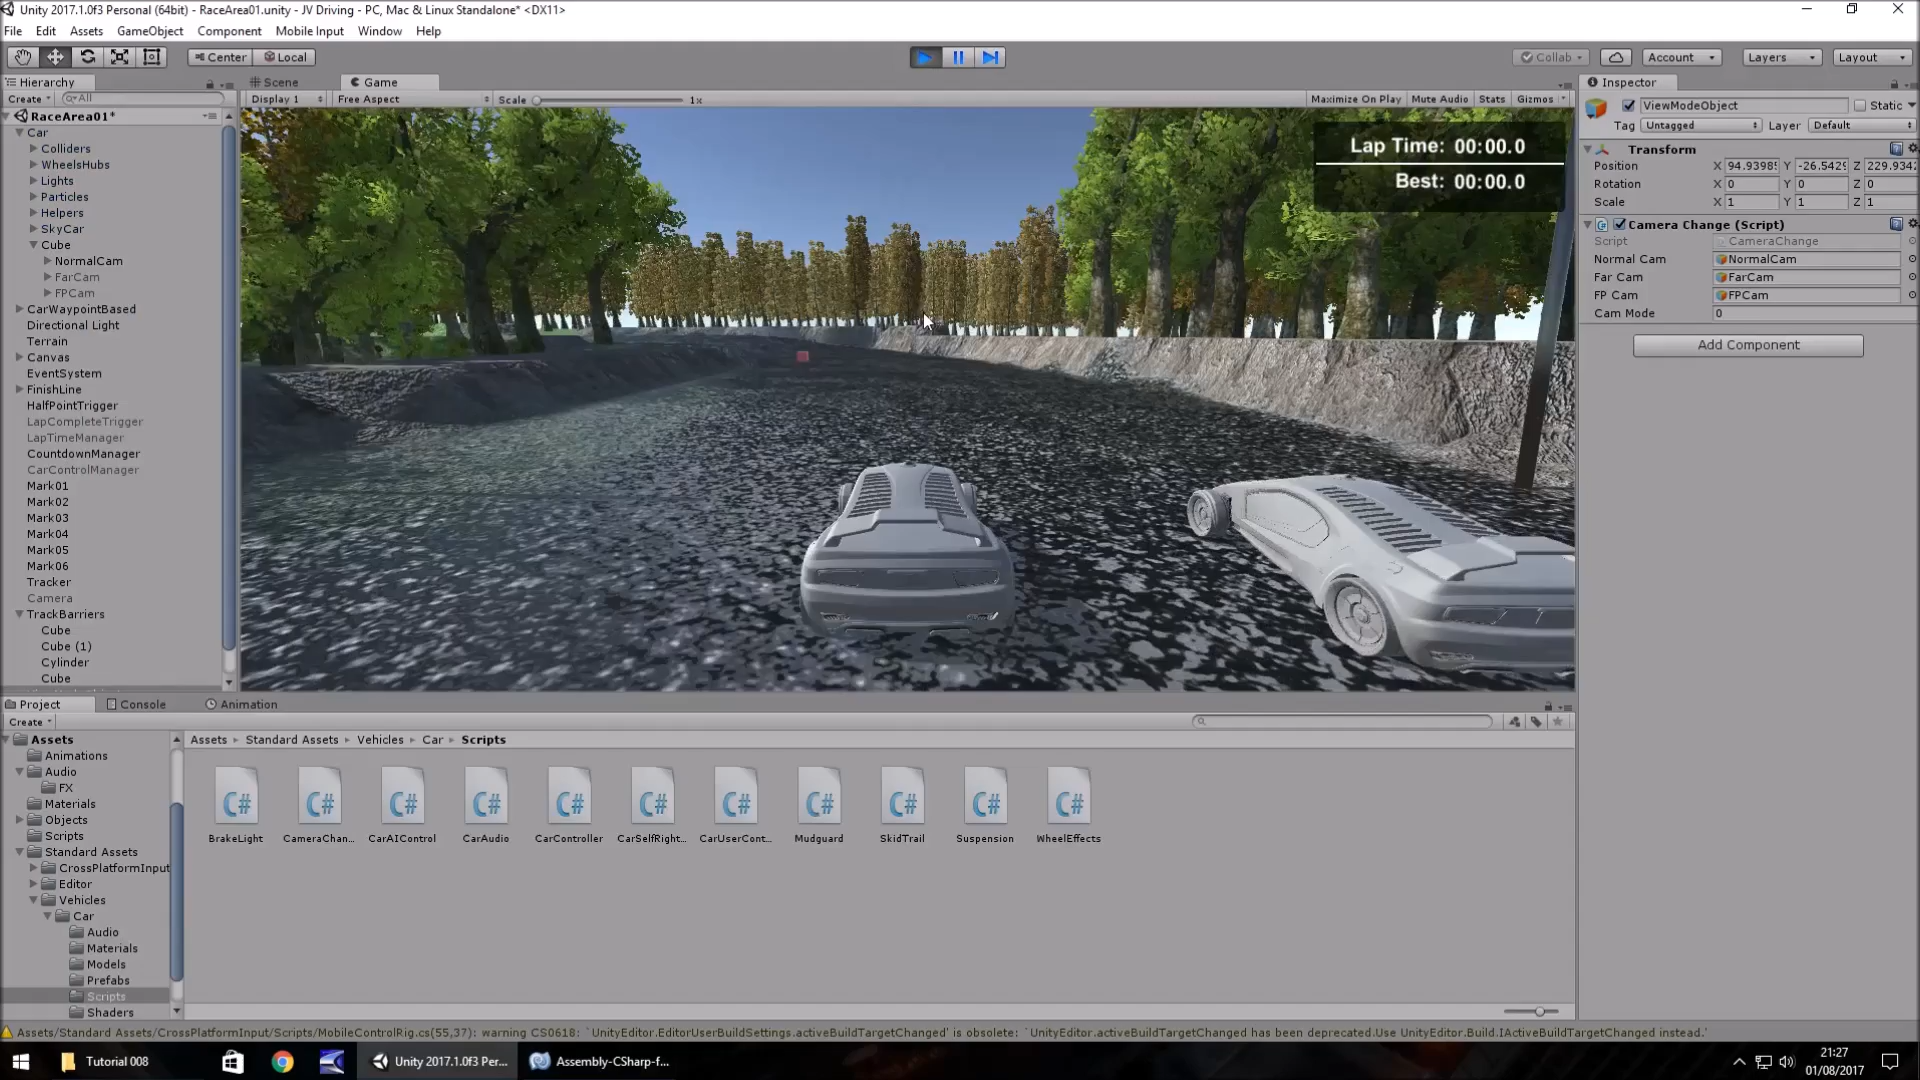 Unity 2017.1.0f3 Personal (64bit) - RaceArea01.unity - JV Driving - PC, Mac & Linux Standalone* <DX11>
File Edit Assets GameObject Component Mobile Input Window Help
Center Local Collab Account Layers Layout
Hierarchy
Create All
RaceArea01*
Car
Colliders
WheelsHubs
Lights
Particles
Helpers
SkyCar
Cube
NormalCam
FarCam
FPCam
CarWaypointBased
Directional Light
Terrain
Canvas
EventSystem
FinishLine
HalfPointTrigger
LapCompleteTrigger
LapTimeManager
CountdownManager
CarControlManager
Mark01
Mark02
Mark03
Mark04
Mark05
Mark06
Tracker
Camera
TrackBarriers
Cube
Cube (1)
Cylinder
Cube
Scene Game
Display 1 Free Aspect Scale 1x Maximize On Play Mute Audio Stats Gizmos
Lap Time: 00:00.0
Best: 00:00.0
Inspector
ViewModeObject Static
Tag Untagged Layer Default
Transform
Position X 94.9398 Y -26.542 Z 229.934
Rotation X 0 Y 0 Z 0
Scale X 1 Y 1 Z 1
Camera Change (Script)
Script CameraChange
Normal Cam NormalCam
Far Cam FarCam
FP Cam FPCam
Cam Mode 0
Add Component
Project Console Animation
Create
Assets
Animations
Audio
FX
Materials
Objects
Scripts
Standard Assets
CrossPlatformInput
Editor
Vehicles
Car
Audio
Materials
Models
Prefabs
Scripts
Shaders
Assets Standard Assets Vehicles Car Scripts
C# C# C# C# C# C# C# C# C# C# C#
BrakeLight CameraChan... CarAIControl CarAudio CarController CarSelfRight... CarUserCont... Mudguard SkidTrail Suspension WheelEffects
Assets/Standard Assets/CrossPlatformInput/Scripts/MobileControlRig.cs(55,37): warning CS0618: `UnityEditor.EditorUserBuildSettings.activeBuildTargetChanged' is obsolete: `UnityEditor.activeBuildTargetChanged has been deprecated.Use UnityEditor.Build.IActiveBuildTargetChanged instead.'
Tutorial 008 Unity 2017.1.0f3 Per... Assembly-CSharp-f...
21:27
01/08/2017